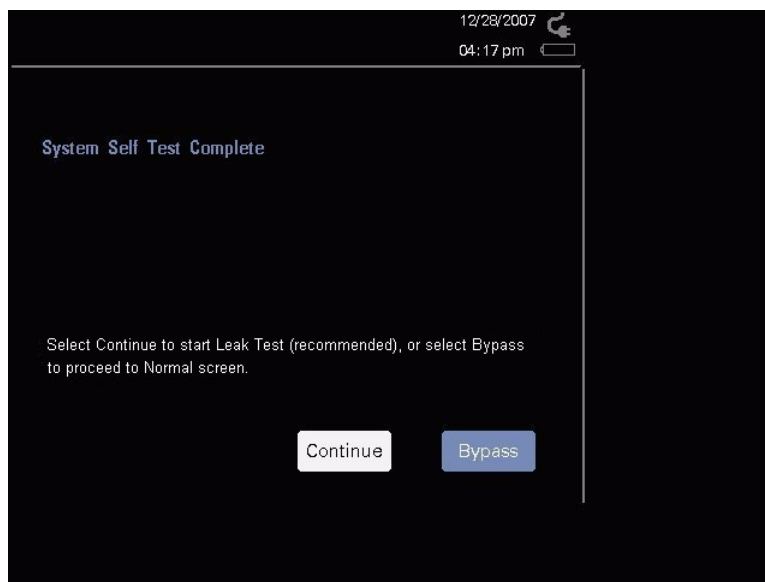 12/28/2007
04:17 pm
System Self Test Complete
Select Continue to start Leak Test (recommended), or select Bypass
to proceed to Normal screen.
Continue
Bypass